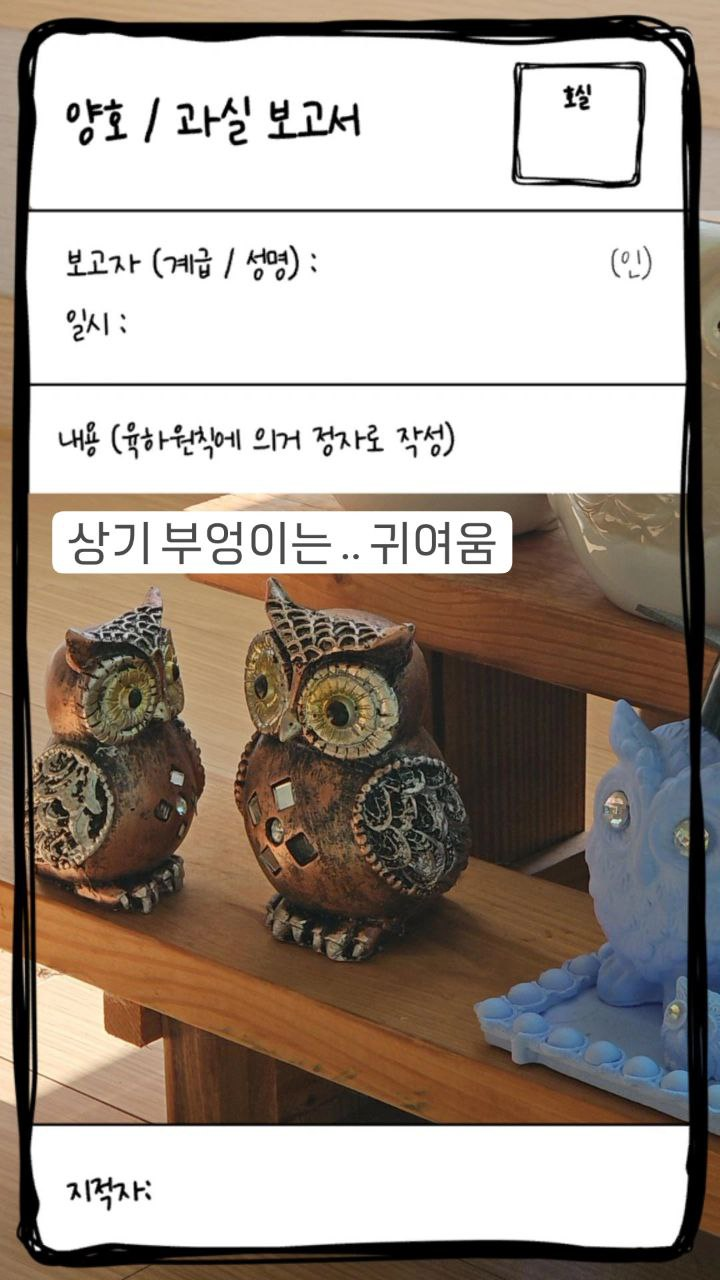 양호 / 과실 보고서
호실
보고자 (계급 / 성명) : (인)
일시 :
내용 (육하원칙에 의거 정자로 작성)
상기 부엉이는.. 귀여움
지적자: